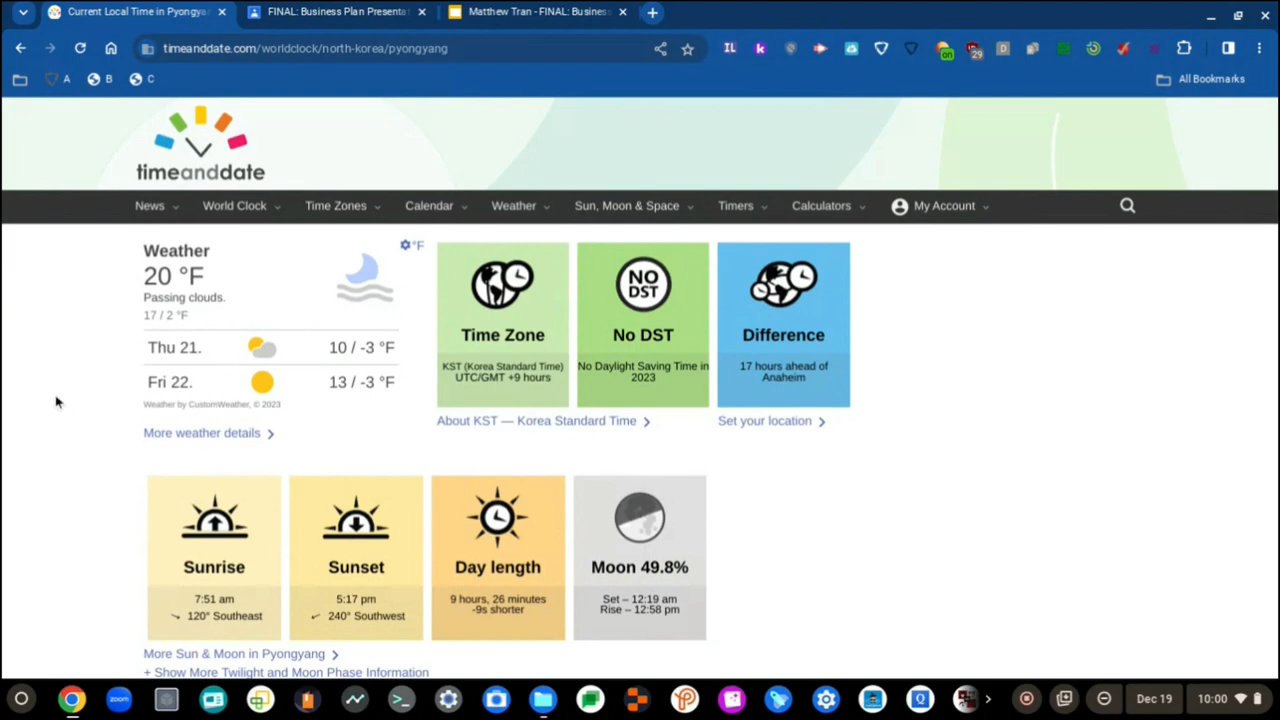 Current Local Time in Pyongya
FINAL: Business Plan Presenta
Matthew Tran - FINAL: Business
timeanddate.com/worldclock/north-korea/pyongyang
IL
k
on
29
D
A
B
C
All Bookmarks
timeanddate
News
World Clock
Time Zones
Calendar
Weather
Sun, Moon & Space
Timers
Calculators
My Account
Weather
°F
20 °F
Passing clouds.
17 / 2 °F
Thu 21.
10 / -3 °F
Fri 22.
13 / -3 °F
Weather by CustomWeather, © 2023
More weather details
Time Zone
KST (Korea Standard Time)
UTC/GMT +9 hours
NO
DST
No DST
No Daylight Saving Time in
2023
Difference
17 hours ahead of
Anaheim
About KST — Korea Standard Time
Set your location
Sunrise
7:51 am
120° Southeast
Sunset
5:17 pm
240° Southwest
Day length
9 hours, 26 minutes
-9s shorter
Moon 49.8%
Set – 12:19 am
Rise – 12:58 pm
More Sun & Moon in Pyongyang
+ Show More Twilight and Moon Phase Information
zoom
Q
Dec 19
10:00